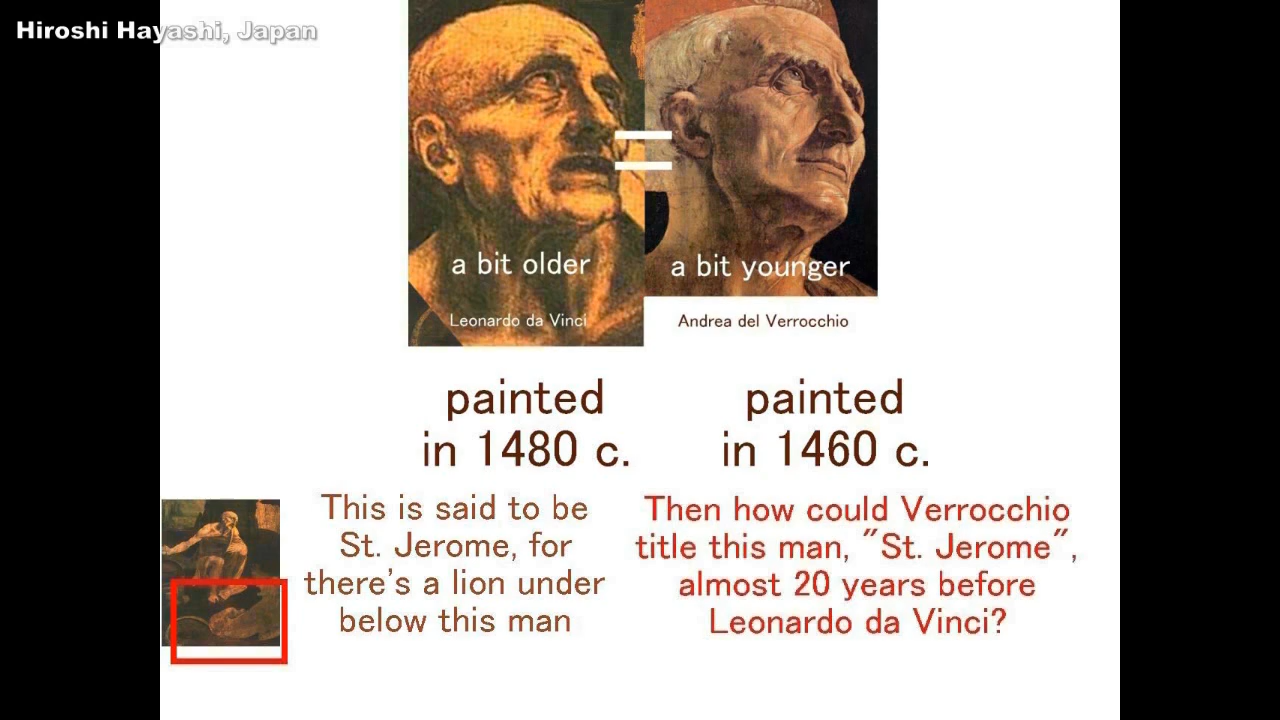 Hiroshi Hayashi, Japan
a bit older
a bit younger
Leonardo da Vinci
Andrea del Verrocchio
painted
in 1480 c.
painted
in 1460 c.
This is said to be
St. Jerome, for
there's a lion under
below this man
Then how could Verrocchio
title this man, "St. Jerome",
almost 20 years before
Leonardo da Vinci?